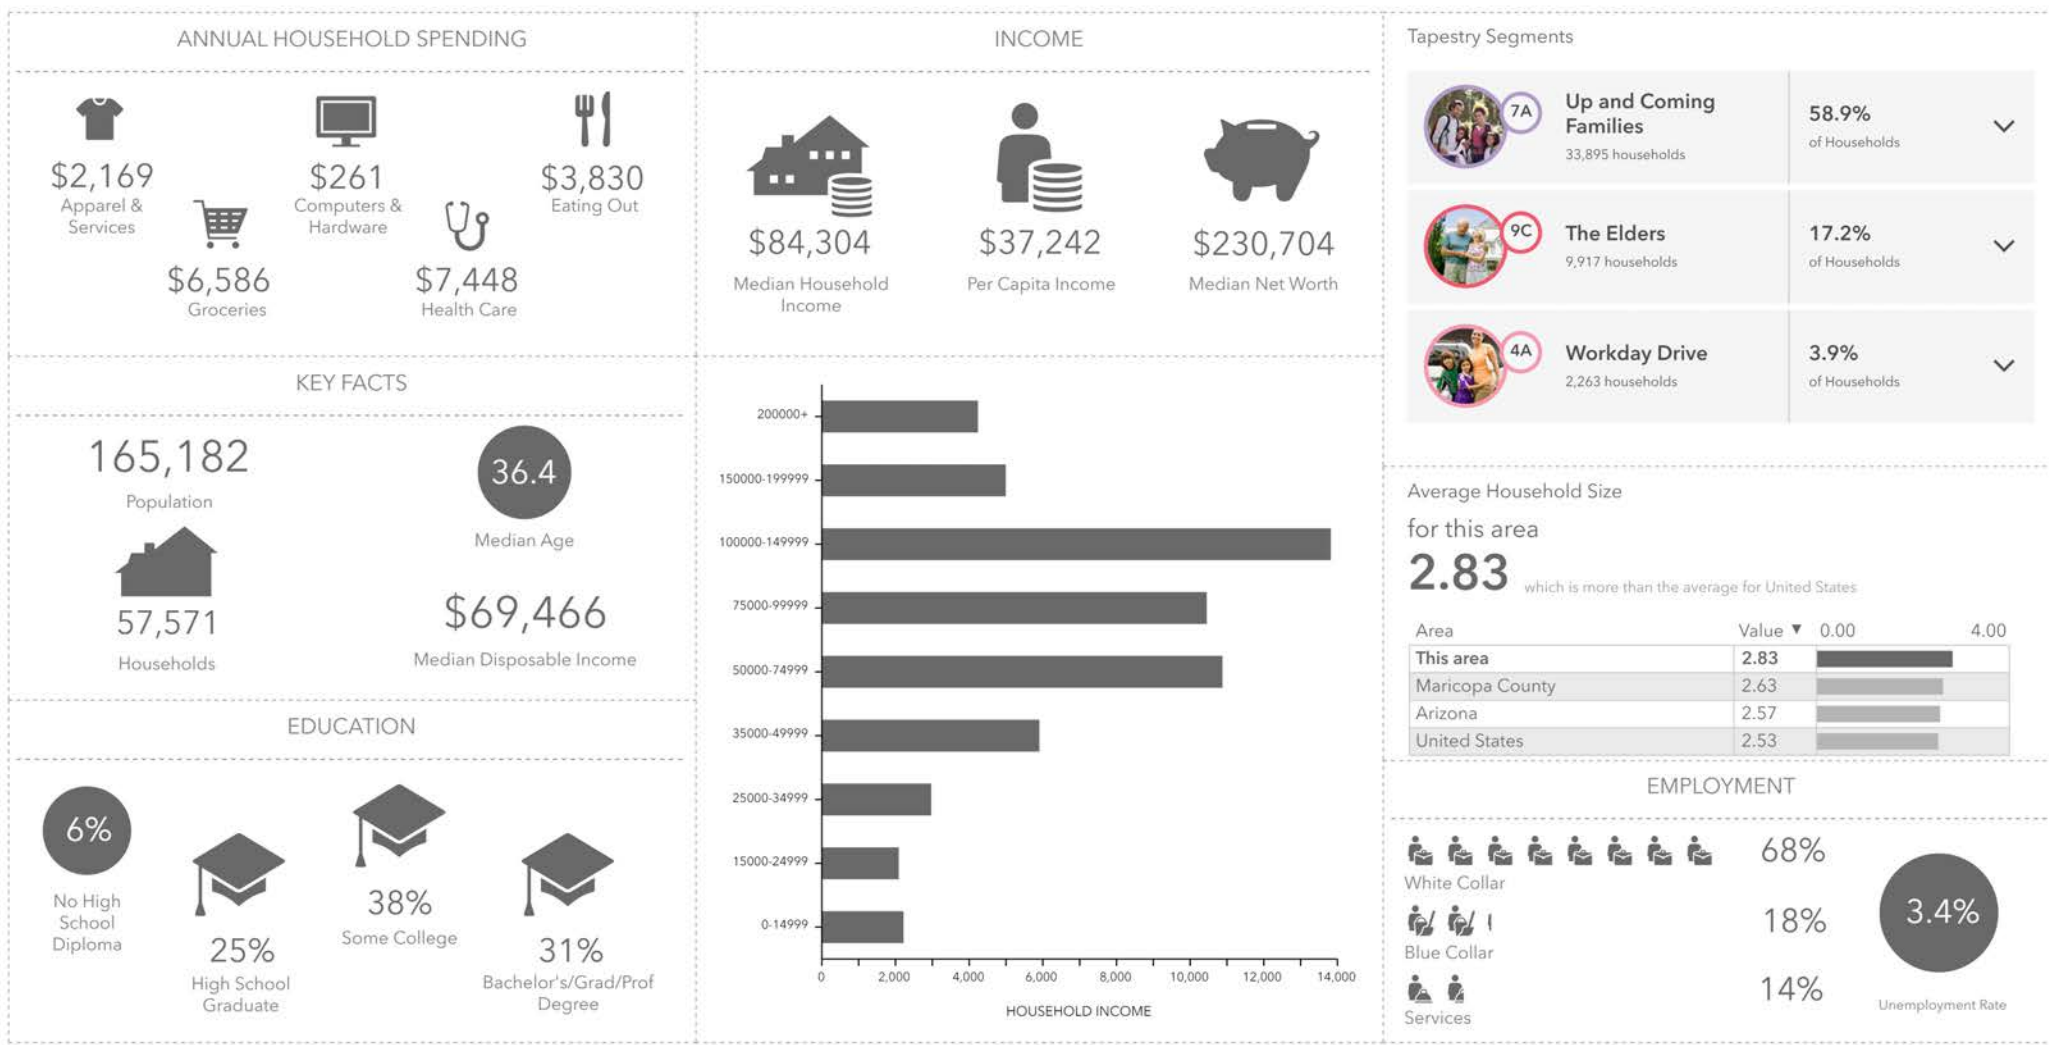 ANNUAL HOUSEHOLD SPENDING
$2,169
Apparel &
Services
$261
Computers &
Hardware
$3,830
Eating Out
$6,586
Groceries
$7,448
Health Care
KEY FACTS
165,182
Population
36.4
Median Age
57,571
Households
$69,466
Median Disposable Income
EDUCATION
6%
No High
School
Diploma
25%
High School
Graduate
38%
Some College
31%
Bachelor's/Grad/Prof
Degree
INCOME
$84,304
Median Household
Income
$37,242
Per Capita Income
$230,704
Median Net Worth
200000+
150000-199999
100000-149999
75000-99999
50000-74999
35000-49999
25000-34999
15000-24999
0-14999
0 2,000 4,000 6,000 8,000 10,000 12,000 14,000
HOUSEHOLD INCOME
Tapestry Segments
7A
Up and Coming
Families
33,895 households
58.9%
of Households
9C
The Elders
9,917 households
17.2%
of Households
4A
Workday Drive
2,263 households
3.9%
of Households
Average Household Size
for this area
2.83 which is more than the average for United States
Area Value ▼ 0.00 4.00
This area 2.83
Maricopa County 2.63
Arizona 2.57
United States 2.53
EMPLOYMENT
68%
White Collar
18%
Blue Collar
14%
Services
3.4%
Unemployment Rate